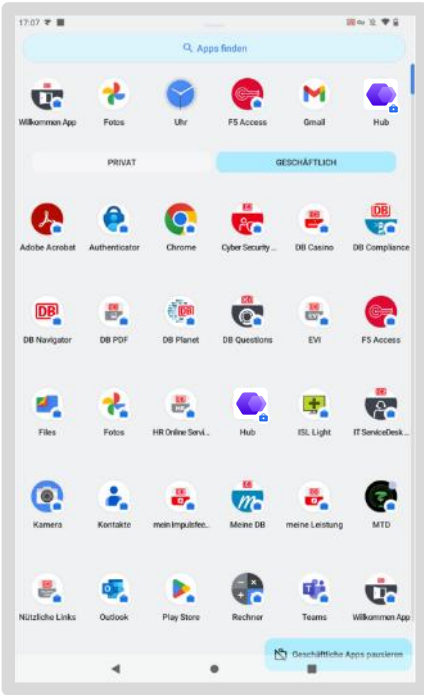 17:07
Apps finden
Willkommen App Fotos Uhr F5 Access Gmail Hub
PRIVAT GESCHÄFTLICH
Adobe Acrobat Authenticator Chrome Cyber Security... DB Casino DB Compliance
DB Navigator DB PDF DB Planet DB Questions EVI F5 Access
Files Fotos HR Online Servi... Hub ISL Light IT ServiceDesk...
Kamera Kontakte mein Impulsfee... Meine DB meine Leistung MTD
Nützliche Links Outlook Play Store Rechner Teams Willkommen App
Geschäftliche Apps pausieren